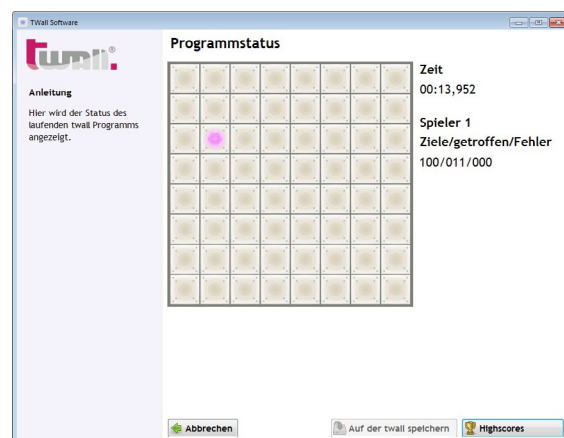 TWall Software
twall®
Programmstatus
Anleitung
Hier wird der Status des
laufenden twall Programms
angezeigt.
Zeit
00:13,952
Spieler 1
Ziele/getroffen/Fehler
100/011/000
Abbrechen
Auf der twall speichern
Highscores